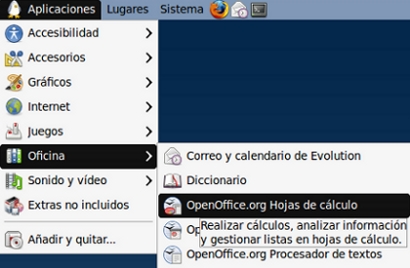 Aplicaciones Lugares Sistema
Accesibilidad
Accesorios
Gráficos
Internet
Juegos
Oficina
Sonido y vídeo
Extras no incluidos
Añadir y quitar...
Correo y calendario de Evolution
Diccionario
OpenOffice.org Hojas de cálculo
Realizar cálculos, analizar información
y gestionar listas en hojas de cálculo.
OpenOffice.org Procesador de textos